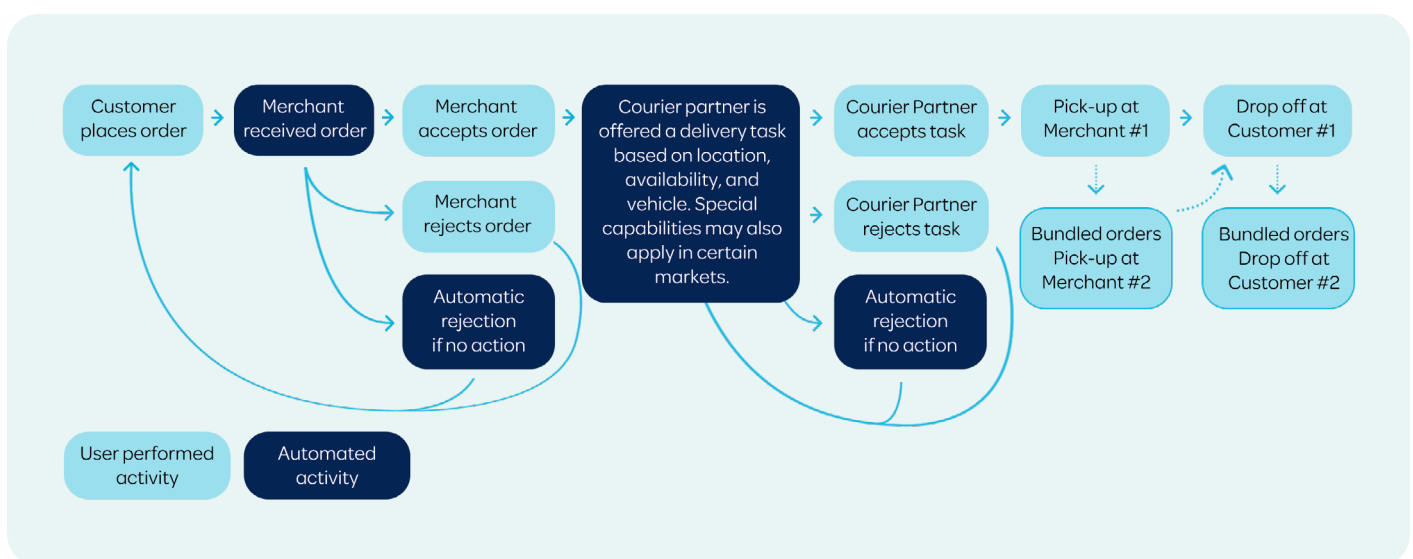 Customer
places order
Merchant
received order
Merchant
accepts order
Merchant
rejects order
Automatic
rejection
if no action
Courier partner is
offered a delivery task
based on location,
availability, and
vehicle. Special
capabilities may also
apply in certain
markets.
Courier Partner
accepts task
Courier Partner
rejects task
Automatic
rejection
if no action
Pick-up at
Merchant #1
Bundled orders
Pick-up at
Merchant #2
Drop off at
Customer #1
Bundled orders
Drop off at
Customer #2
User performed
activity
Automated
activity